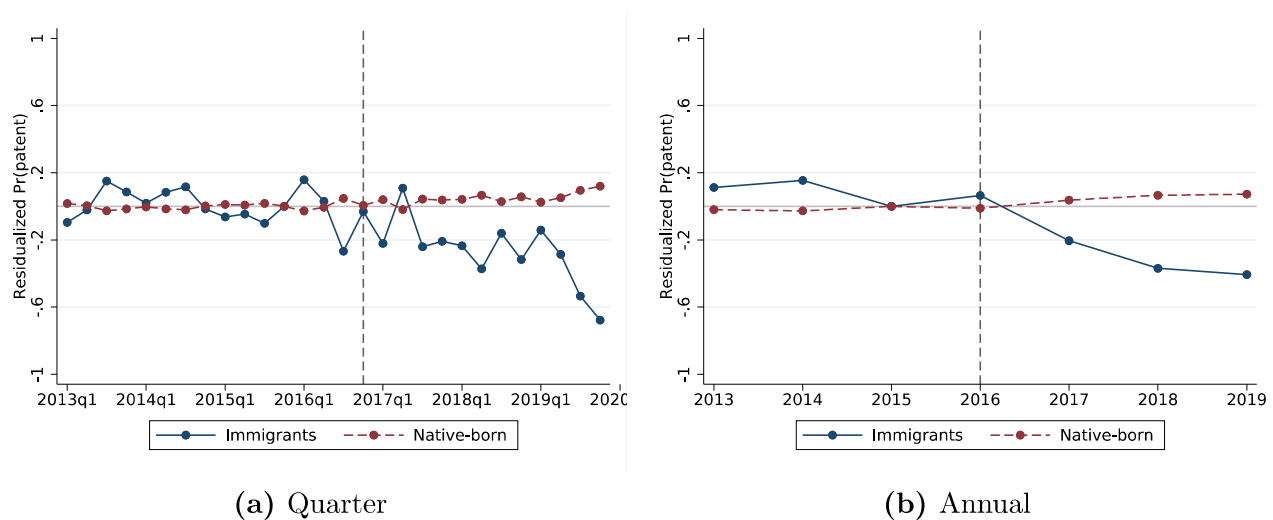 Residualized Pr(patent)
1
.6
.2
-.2
-.6
-1
2013q1 2014q1 2015q1 2016q1 2017q1 2018q1 2019q1 2020
Immigrants Native-born
(a) Quarter
Residualized Pr(patent)
1
.6
.2
-.2
-.6
-1
2013 2014 2015 2016 2017 2018 2019
Immigrants Native-born
(b) Annual